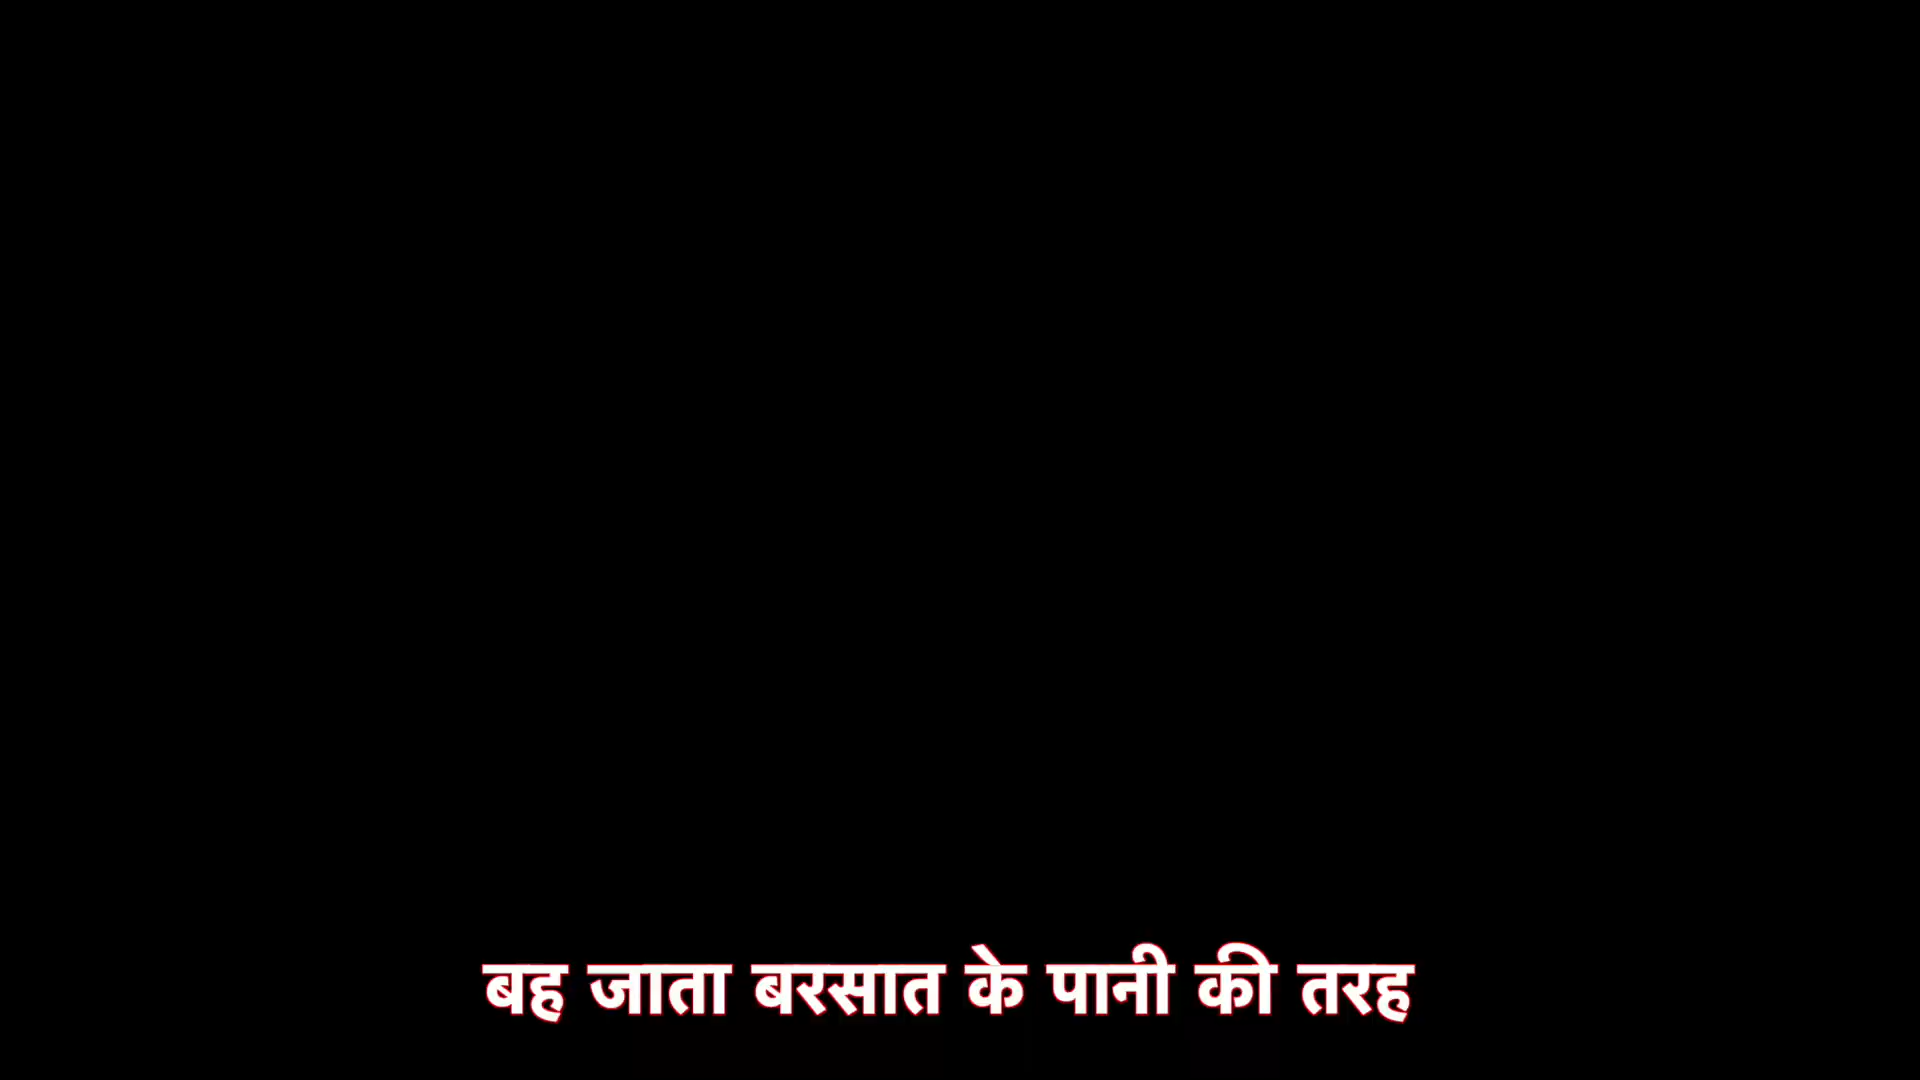 बह जाता बरसात के पानी की तरह